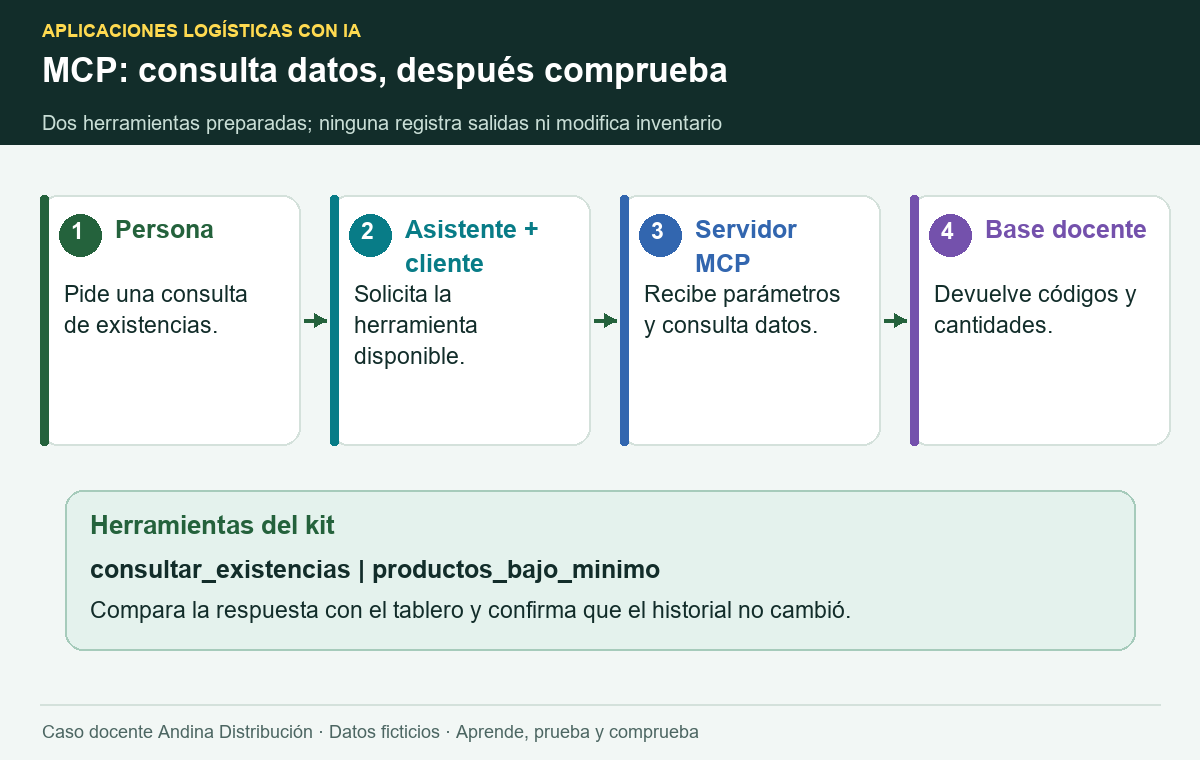 APLICACIONES LOGÍSTICAS CON IA
MCP: consulta datos, después comprueba
Dos herramientas preparadas; ninguna registra salidas ni modifica inventario
1
Persona
Pide una consulta
de existencias.
2
Asistente +
cliente
Solicita la
herramienta
disponible.
3
Servidor
MCP
Recibe parámetros
y consulta datos.
4
Base docente
Devuelve códigos y
cantidades.
Herramientas del kit
consultar_existencias | productos_bajo_minimo
Compara la respuesta con el tablero y confirma que el historial no cambió.
Caso docente Andina Distribución · Datos ficticios · Aprende, prueba y comprueba